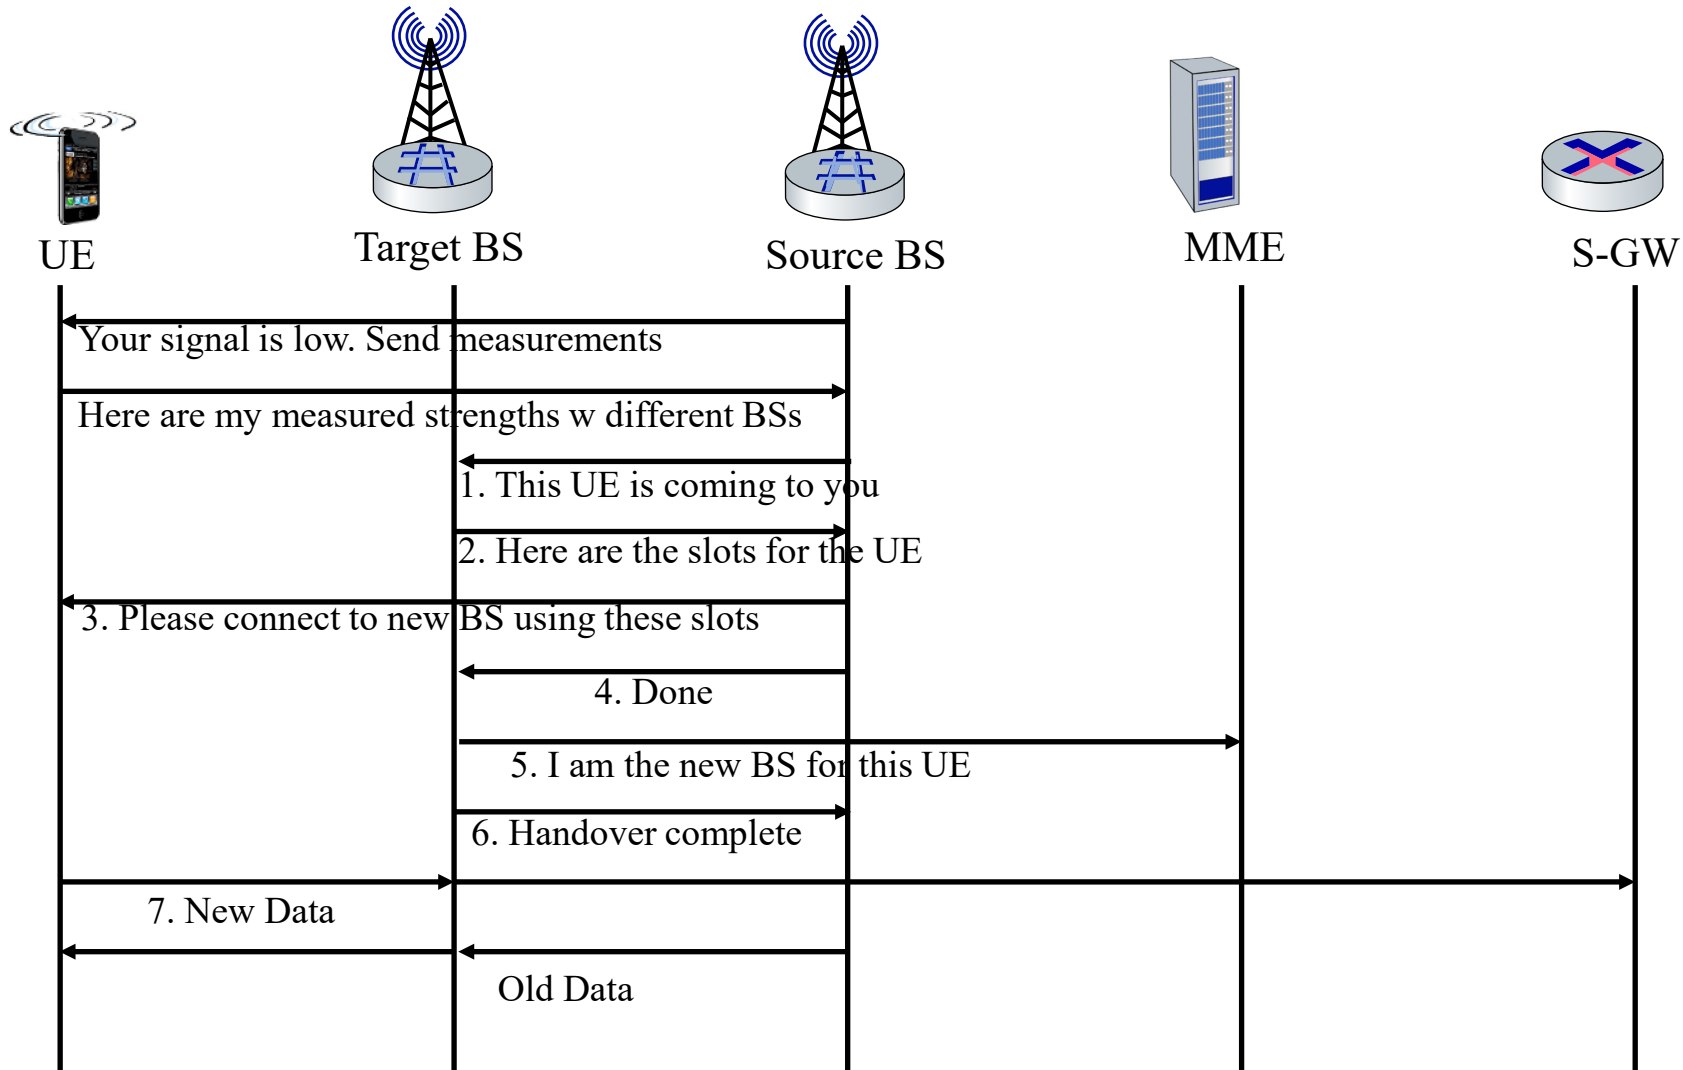 UE
Target BS
Source BS
MME
S-GW
Your signal is low. Send measurements
Here are my measured strengths w different BSs
1. This UE is coming to you
2. Here are the slots for the UE
3. Please connect to new BS using these slots
4. Done
5. I am the new BS for this UE
6. Handover complete
7. New Data
Old Data